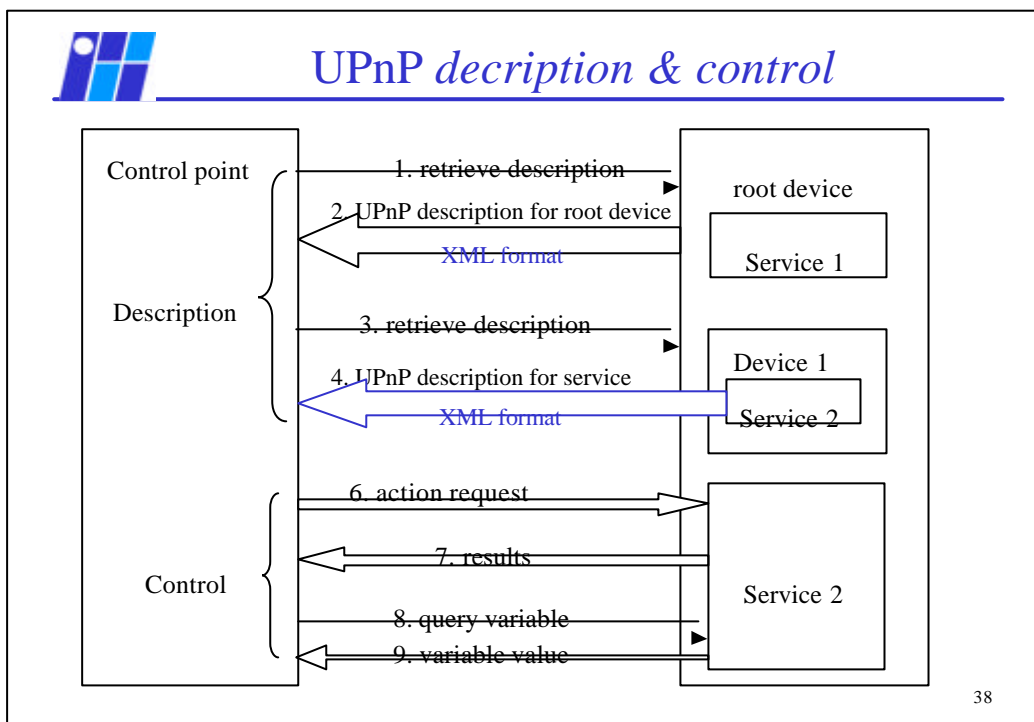 UPnP decription & control
Control point
1. retrieve description
root device
2. UPnP description for root device
XML format
Service 1
Description
3. retrieve description
Device 1
4. UPnP description for service
XML format
Service 2
6. action request
7. results
Control
Service 2
8. query variable
9. variable value
38